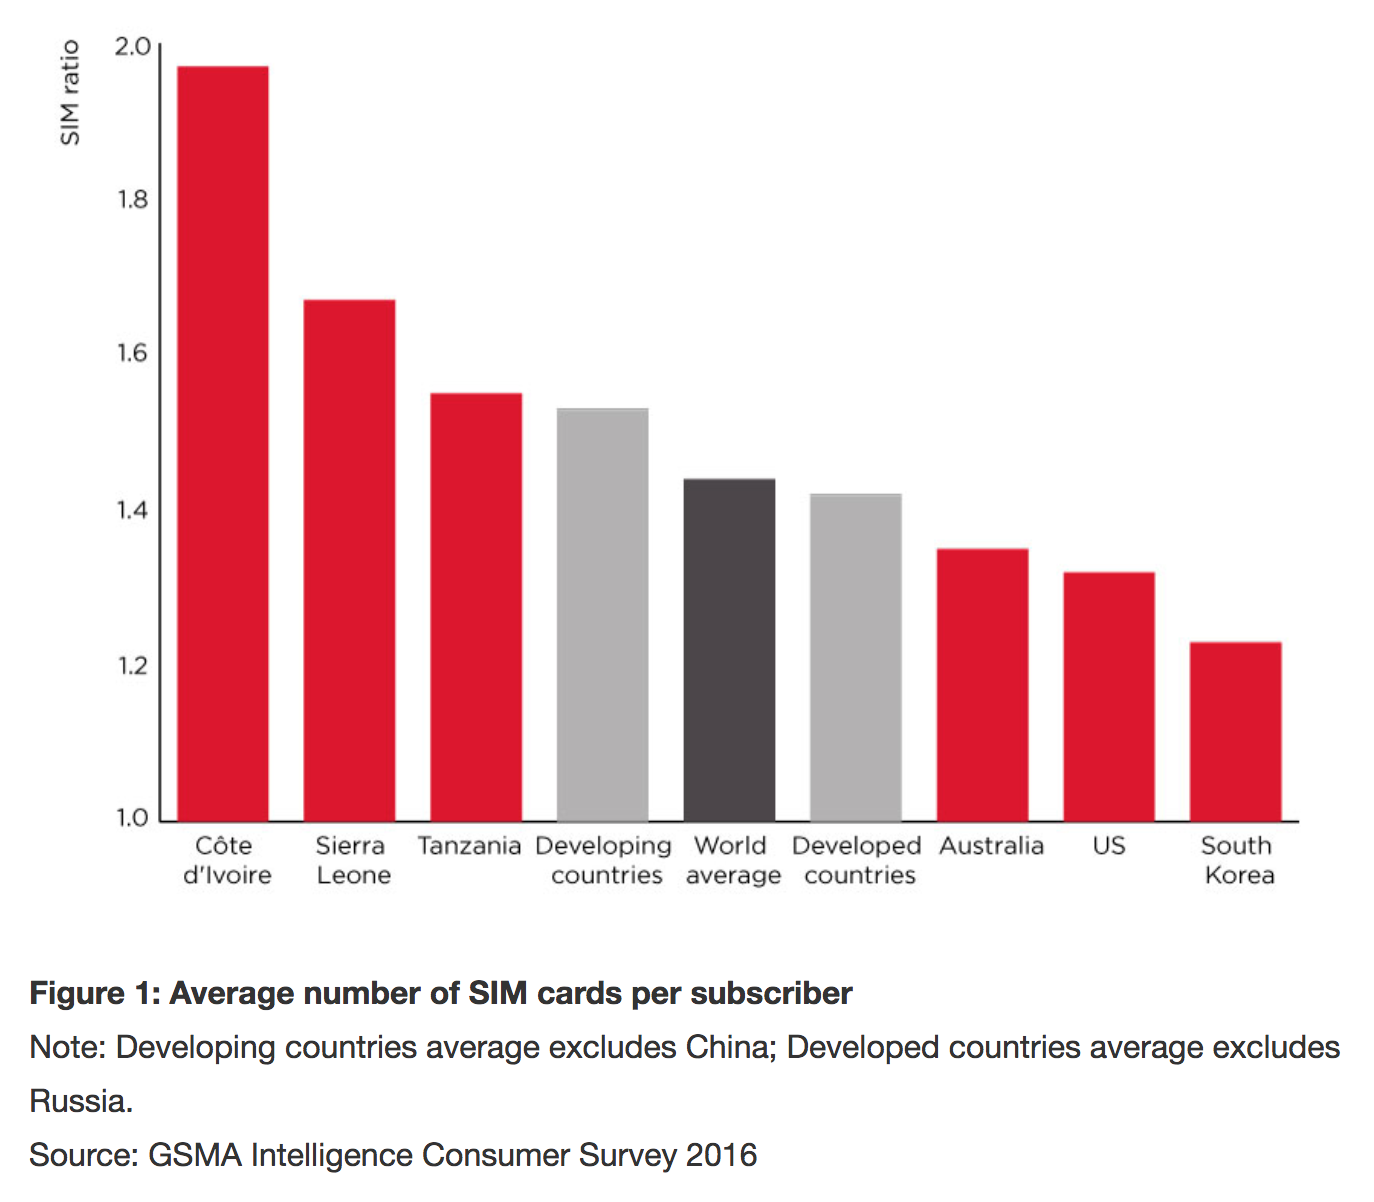 SIM ratio
2.0
1.8
1.6
1.4
1.2
1.0
Côte d'Ivoire
Sierra Leone
Tanzania
Developing countries
World average
Developed countries
Australia
US
South Korea
Figure 1: Average number of SIM cards per subscriber
Note: Developing countries average excludes China; Developed countries average excludes
Russia.
Source: GSMA Intelligence Consumer Survey 2016